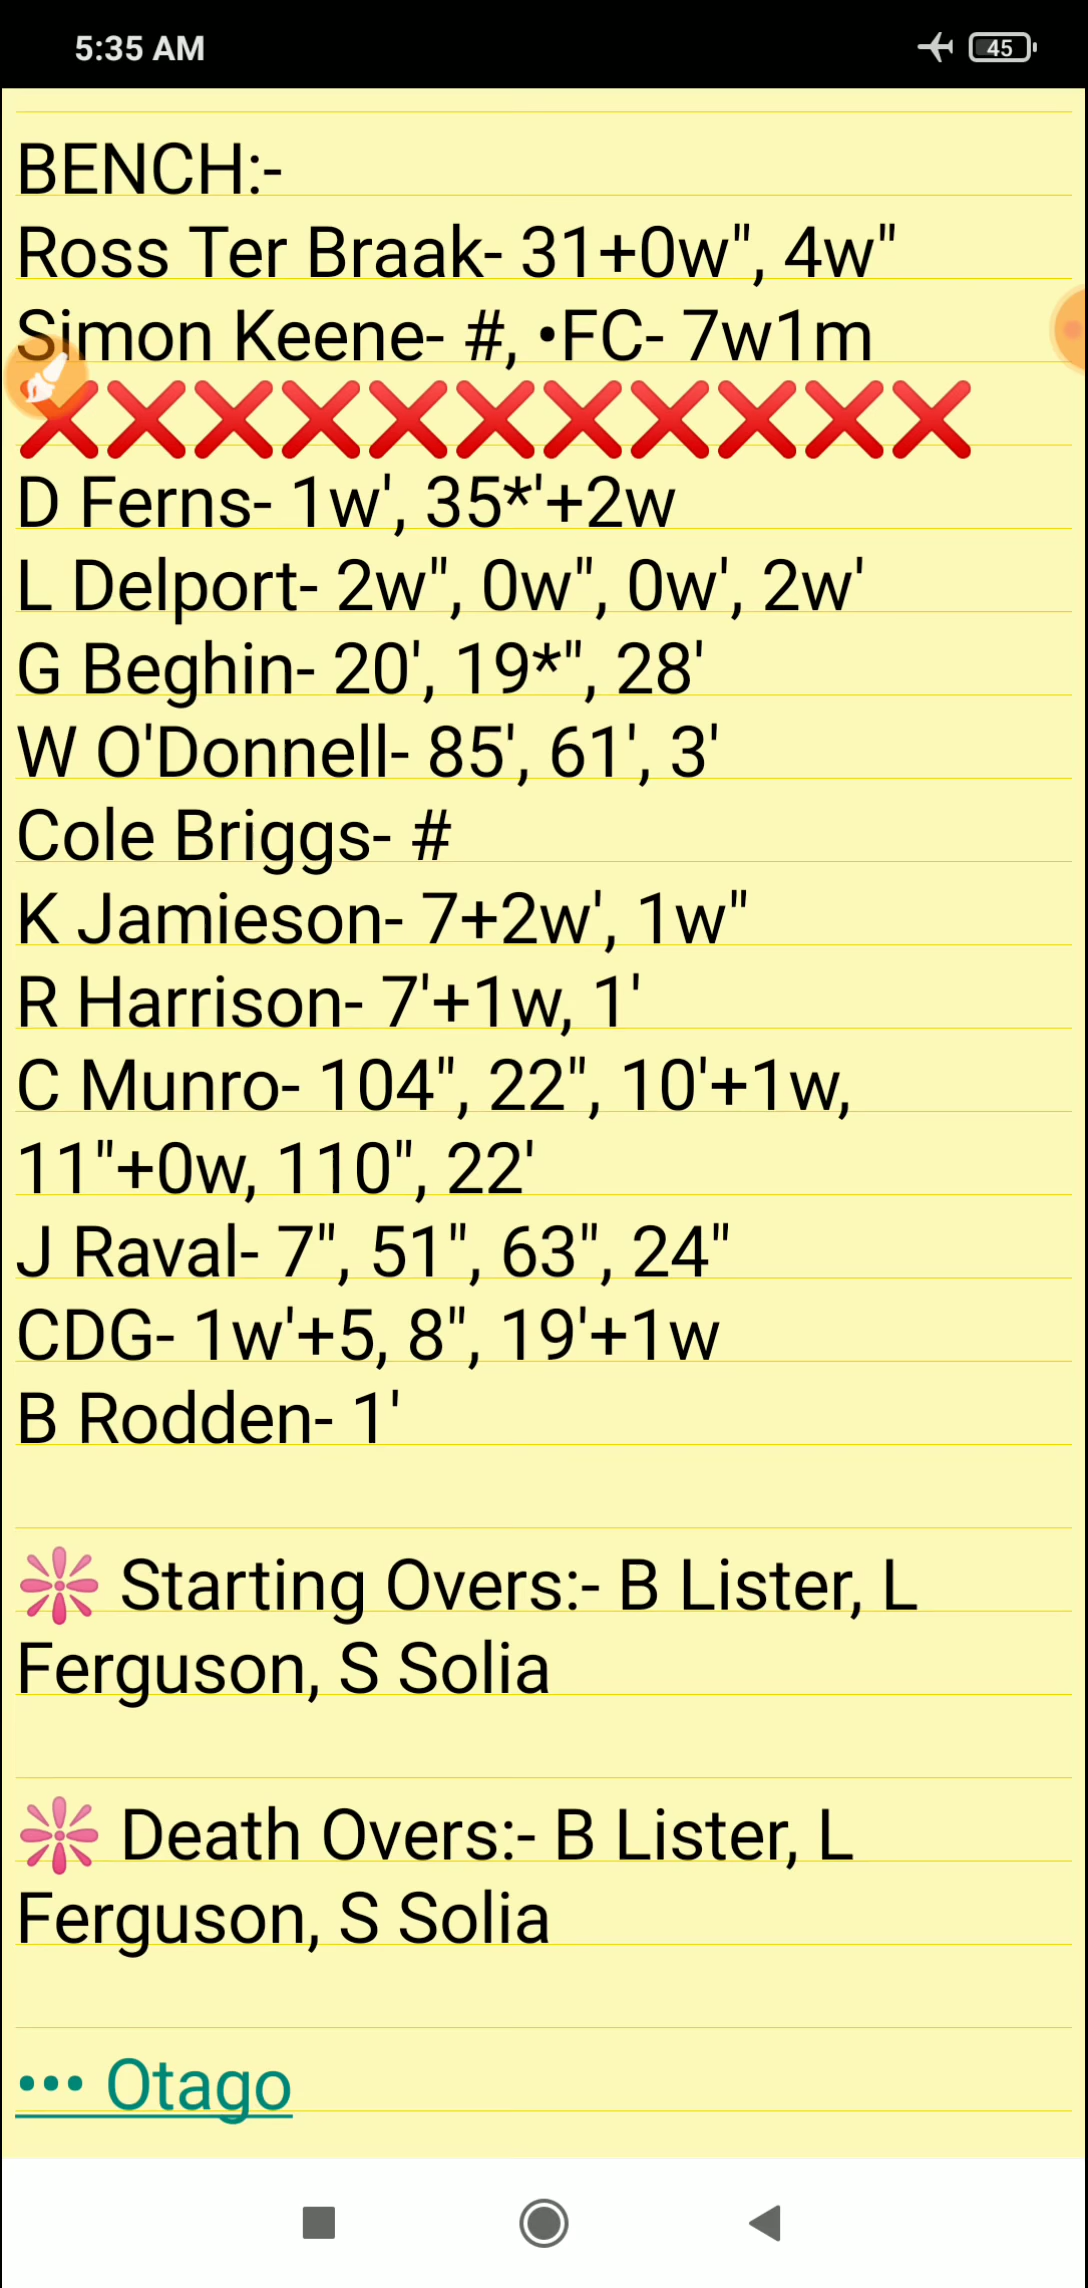 5:35 AM
45
BENCH:-
Ross Ter Braak- 31+0w", 4w"
Simon Keene- #, •FC- 7w1m
❌❌❌❌❌❌❌❌❌❌❌
D Ferns- 1w', 35*'+2w
L Delport- 2w", 0w", 0w', 2w'
G Beghin- 20', 19*", 28'
W O'Donnell- 85', 61', 3'
Cole Briggs- #
K Jamieson- 7+2w', 1w"
R Harrison- 7'+1w, 1'
C Munro- 104", 22", 10'+1w,
11"+0w, 110", 22'
J Raval- 7", 51", 63", 24"
CDG- 1w'+5, 8", 19'+1w
B Rodden- 1'
Starting Overs:- B Lister, L
Ferguson, S Solia
Death Overs:- B Lister, L
Ferguson, S Solia
••• Otago